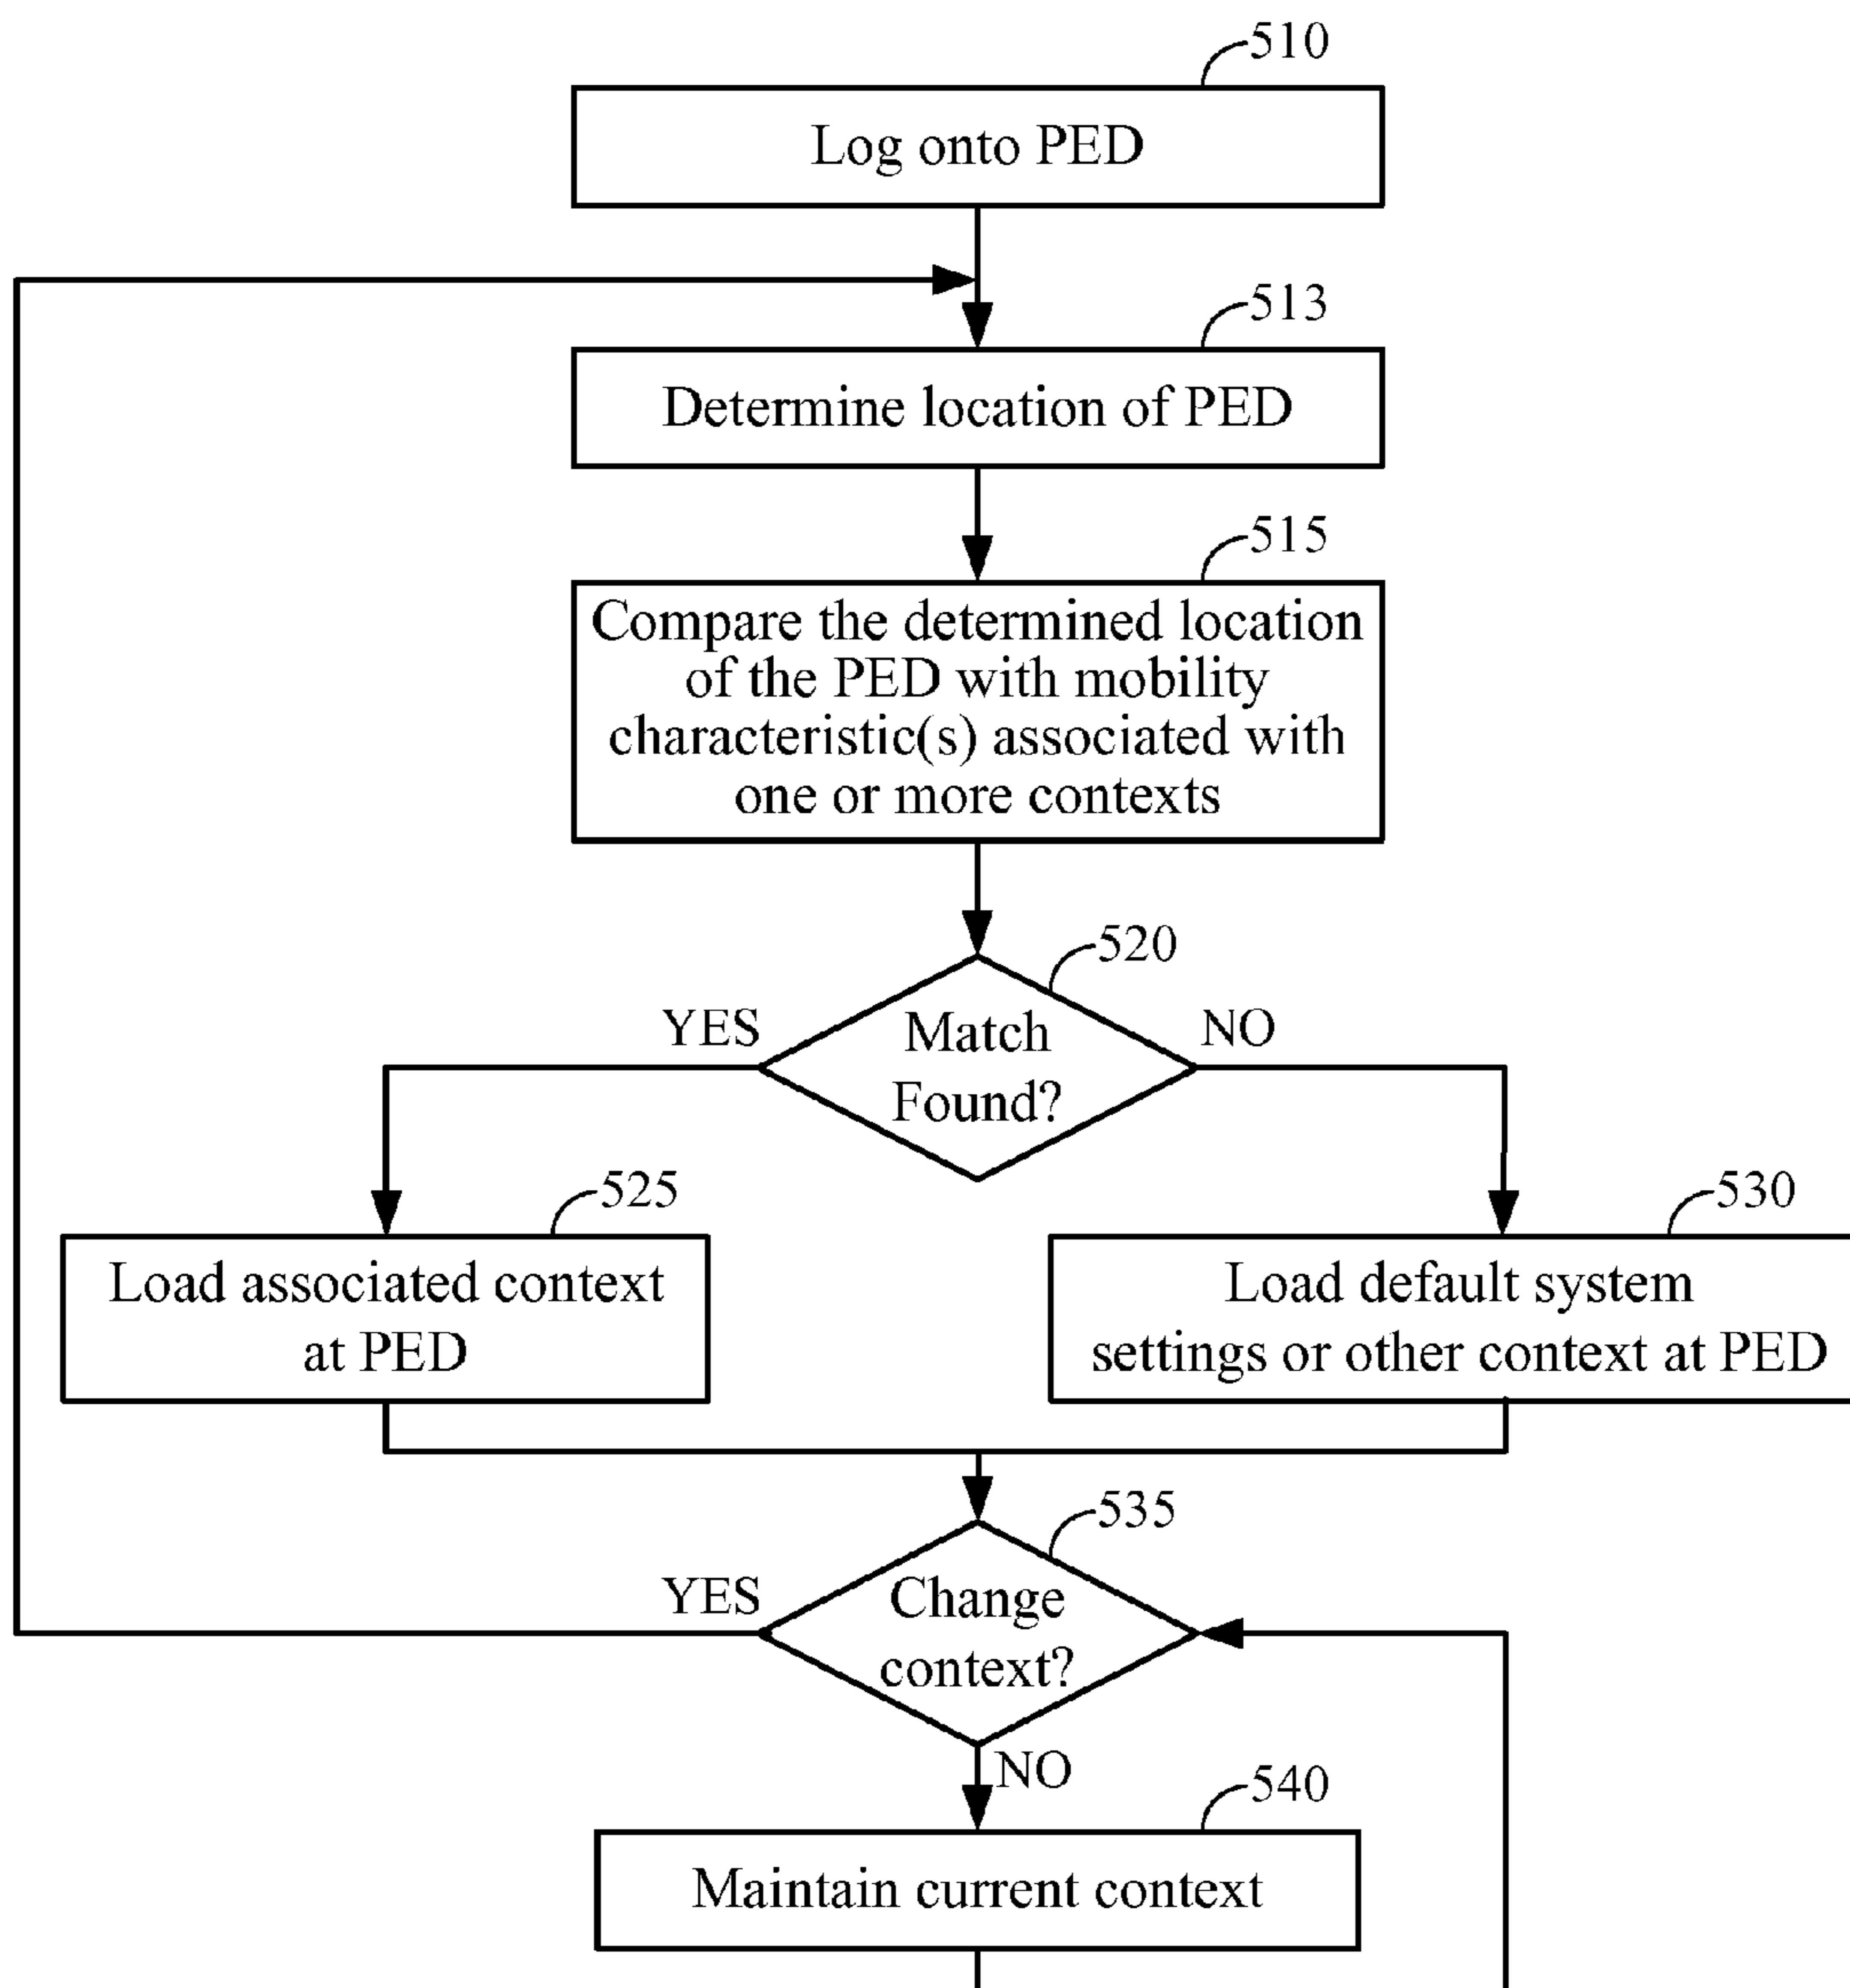 510
Log onto PED
513
Determine location of PED
515
Compare the determined location
of the PED with mobility
characteristic(s) associated with
one or more contexts
520
YES
Match
Found?
NO
525
Load associated context
at PED
530
Load default system
settings or other context at PED
535
YES
Change
context?
NO
540
Maintain current context